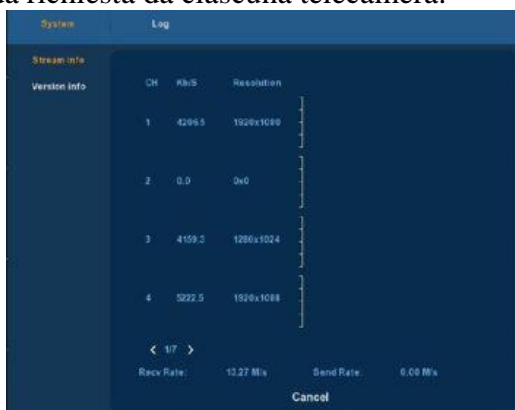 la richiesta da ciascuna telecamera.
System Log
Stream info
Version info
CH Kb/S Resolution
1 4206.5 1920x1080
2 0.0 0x0
3 4159.3 1280x1024
4 5222.5 1920x1088
< 1/7 >
Recv Rate: 13.27 M/s Send Rate: 0.00 M/s
Cancel